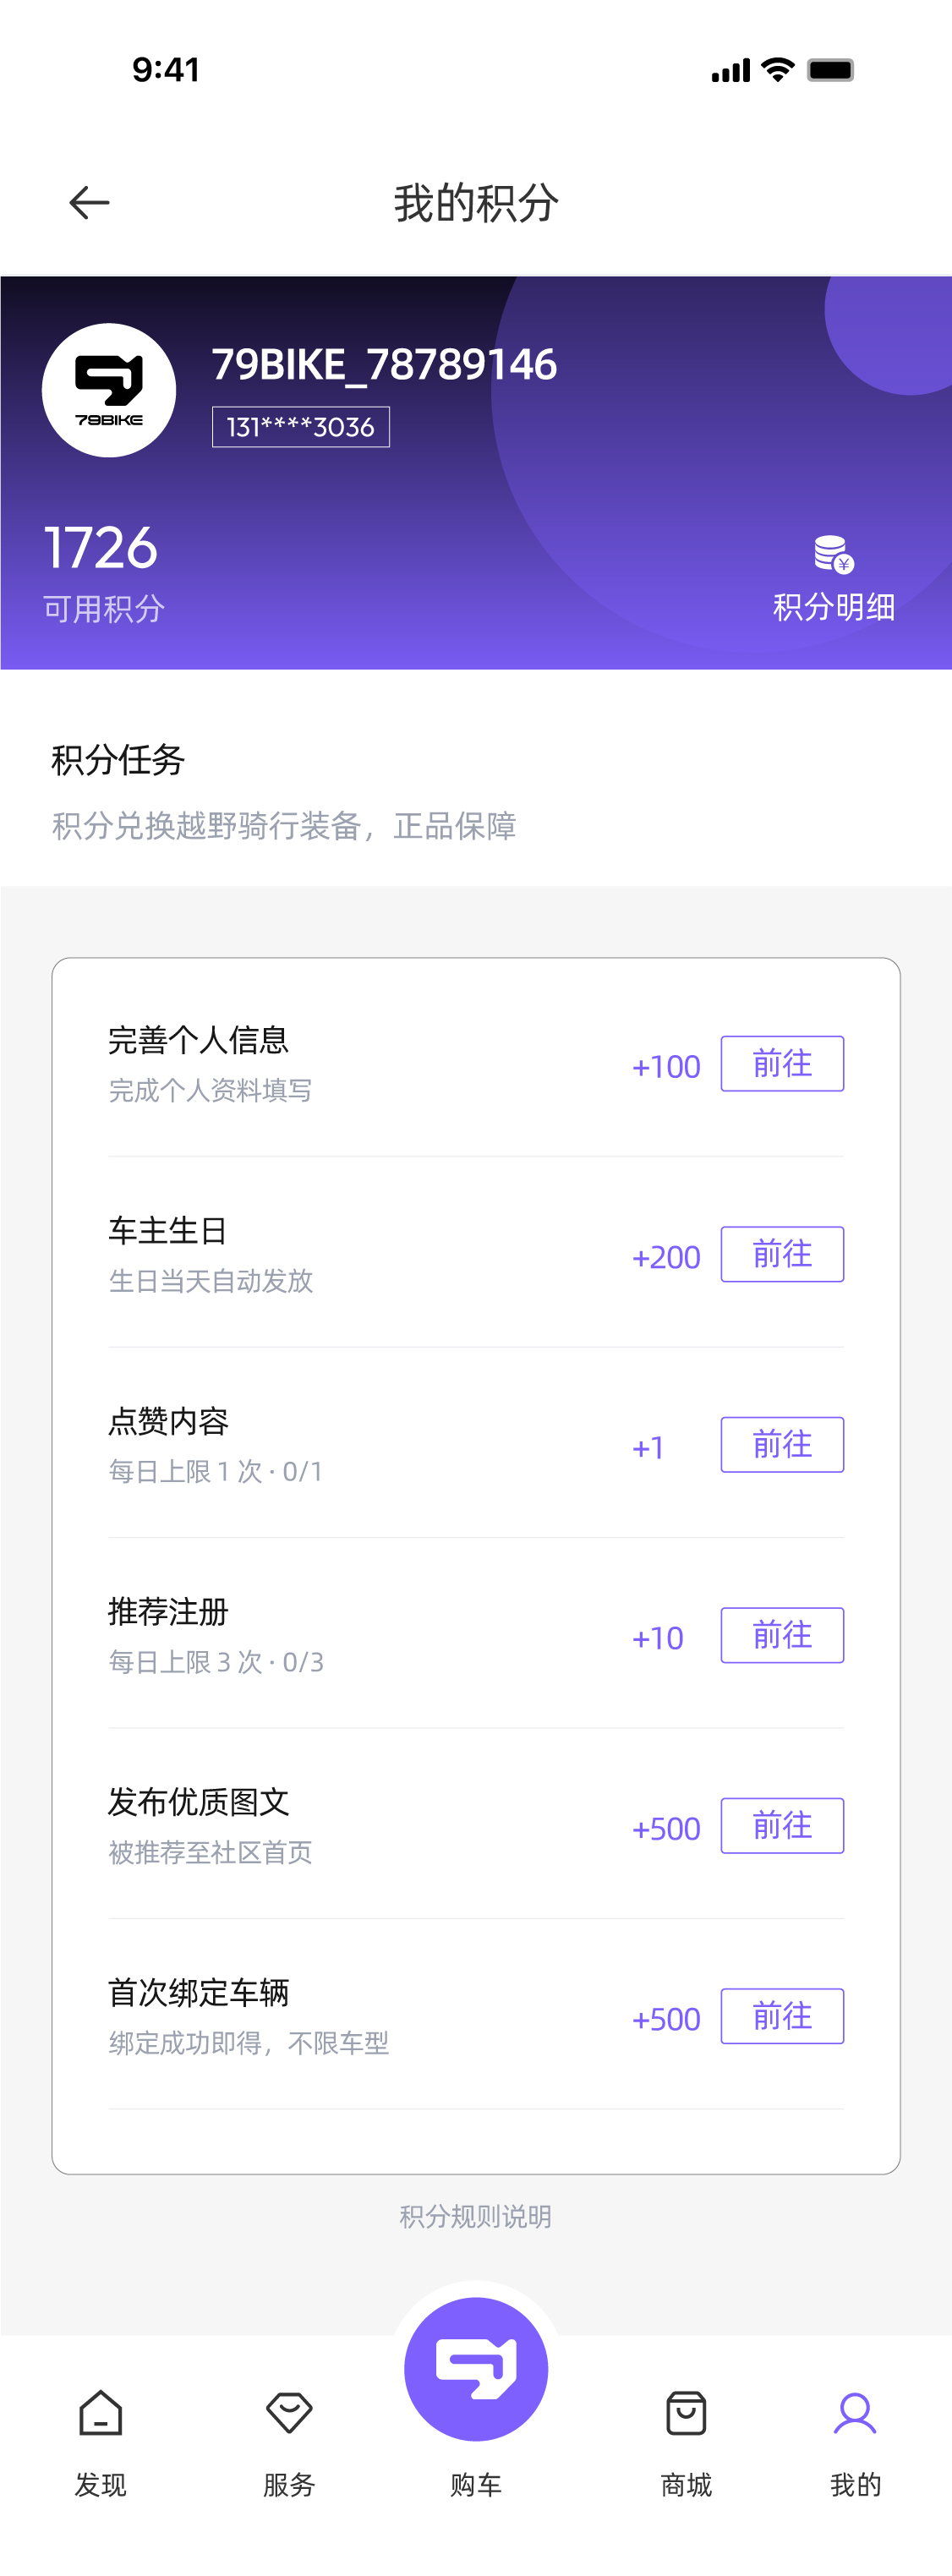 9:41
我的积分
79BIKE_78789146
79BIKE
131****3036
1726
可用积分
积分明细
积分任务
积分兑换越野骑行装备，正品保障
完善个人信息
完成个人资料填写
+100
前往
车主生日
生日当天自动发放
+200
前往
点赞内容
每日上限 1 次 · 0/1
+1
前往
推荐注册
每日上限 3 次 · 0/3
+10
前往
发布优质图文
被推荐至社区首页
+500
前往
首次绑定车辆
绑定成功即得，不限车型
+500
前往
积分规则说明
发现
服务
购车
商城
我的